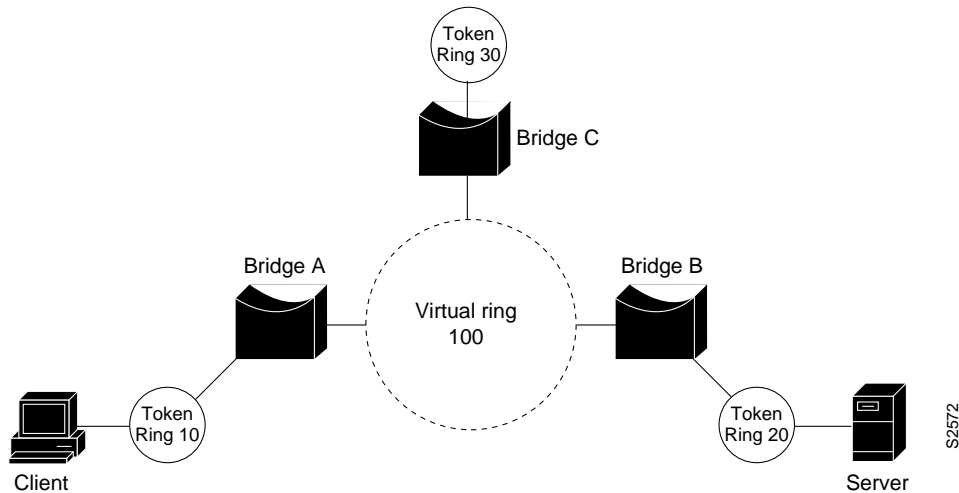 Token
Ring 30
Bridge C
Bridge A
Bridge B
Virtual ring
100
Token
Ring 10
Token
Ring 20
Client
Server
S2572